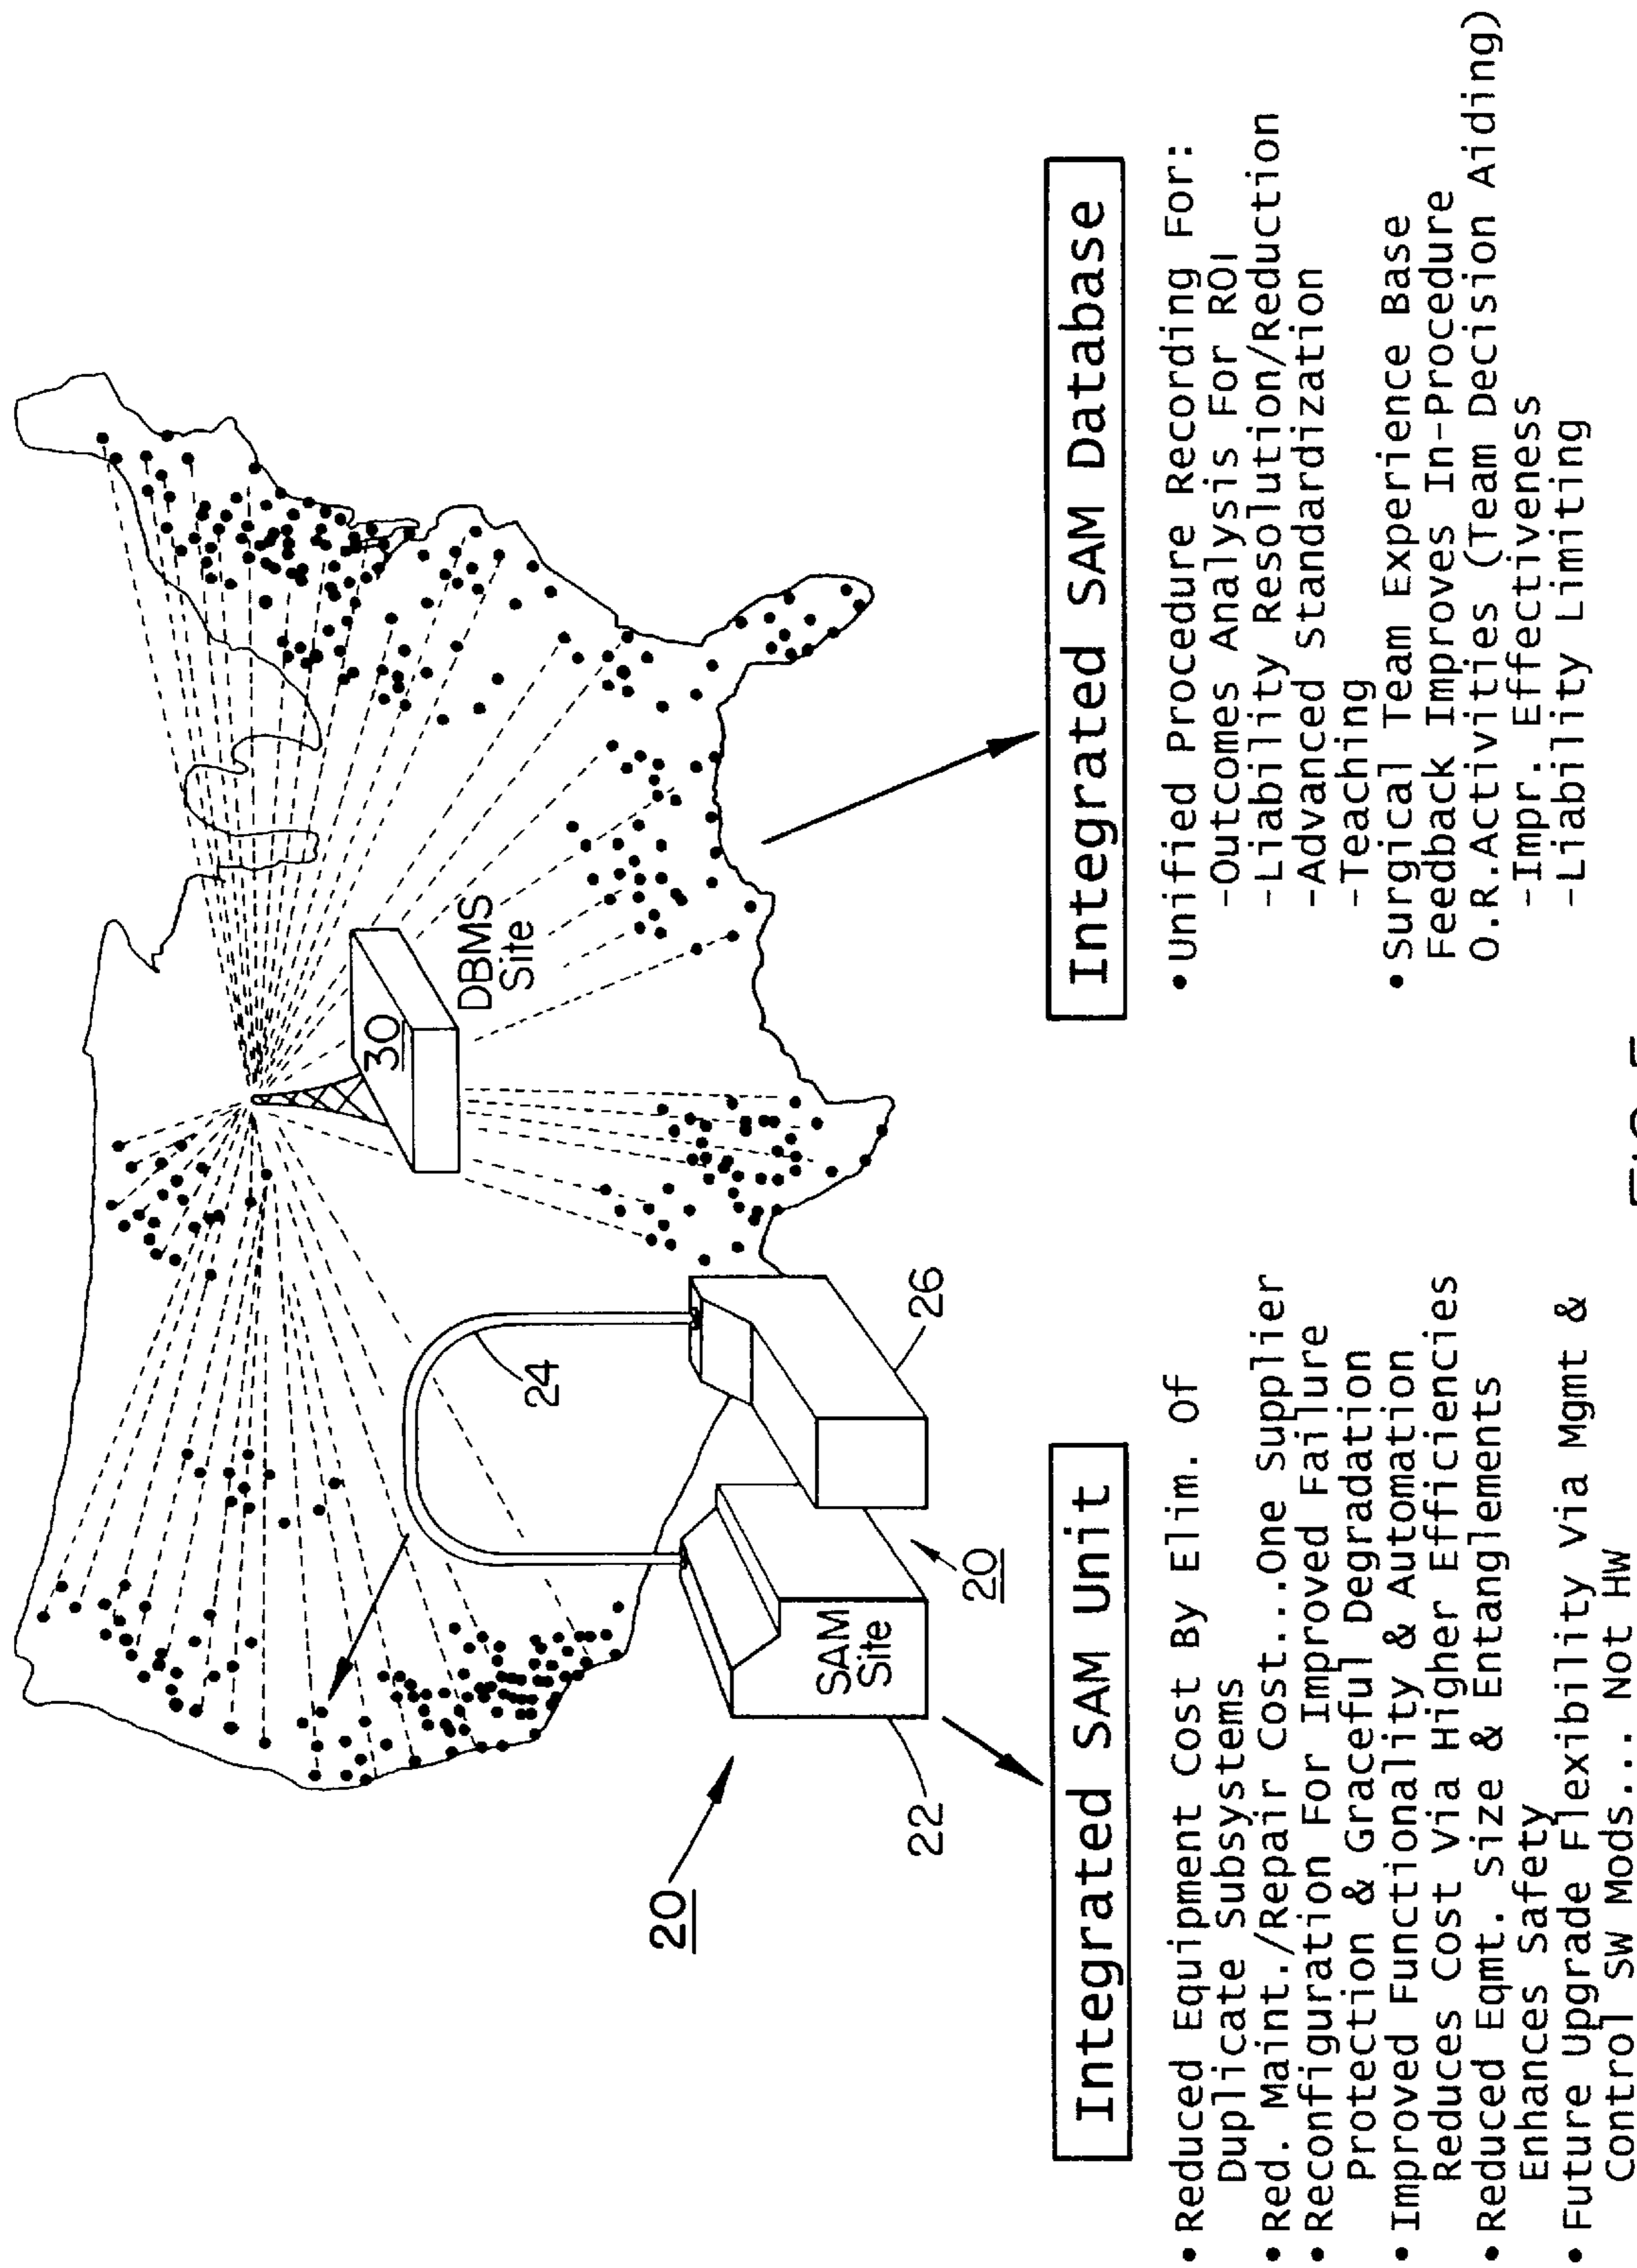 DBMS
Site
30
24
26
SAM
Site
20
22
20
Integrated SAM Unit
• Reduced Equipment Cost By Elim. Of
Duplicate Subsystems
• Red. Maint./Repair Cost...One Supplier
• Reconfiguration For Improved Failure
Protection & Graceful Degradation
• Improved Functionality & Automation
Reduces Cost Via Higher Efficiencies
• Reduced Eqmt. Size & Entanglements
Enhances Safety
• Future Upgrade Flexibility Via Mgmt &
Control SW Mods... Not HW
Integrated SAM Database
• Unified Procedure Recording For:
-Outcomes Analysis For ROI
-Liability Resolution/Reduction
-Advanced Standardization
-Teaching
• Surgical Team Experience Base
Feedback Improves In-Procedure
O.R.Activities (Team Decision Aiding)
-Impr. Effectiveness
-Liability Limiting